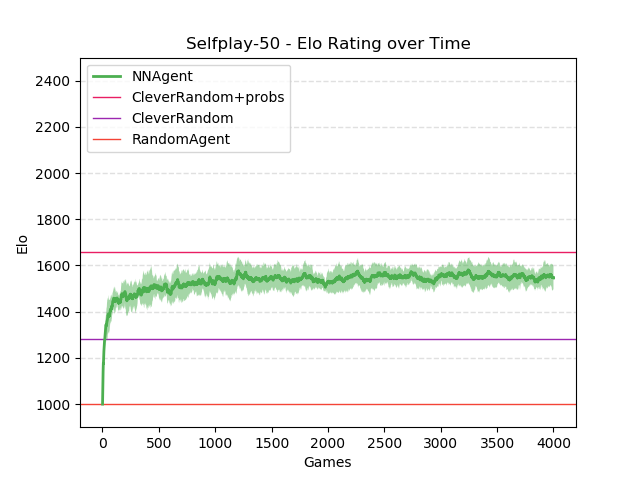 Selfplay-50 - Elo Rating over Time
NNAgent
CleverRandom+probs
CleverRandom
RandomAgent
2400
2200
2000
1800
1600
1400
1200
1000
Elo
0 500 1000 1500 2000 2500 3000 3500 4000
Games